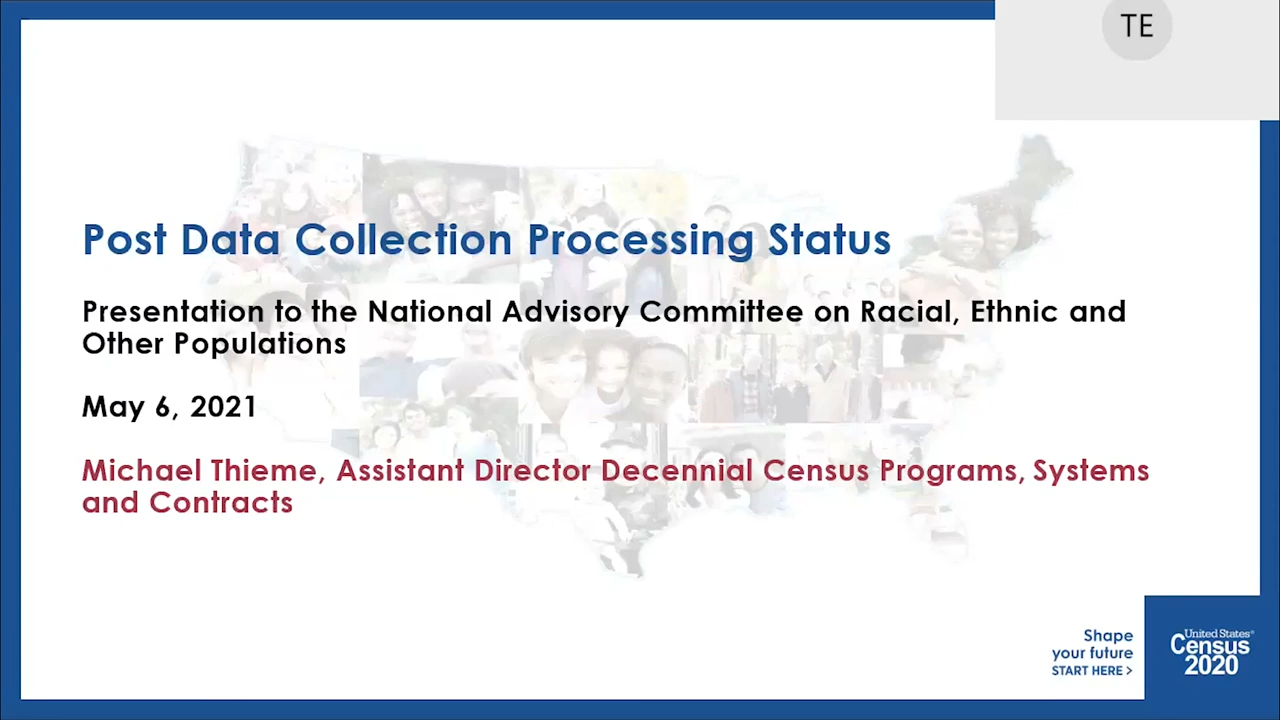 TE
Post Data Collection Processing Status
Presentation to the National Advisory Committee on Racial, Ethnic and
Other Populations
May 6, 2021
Michael Thieme, Assistant Director Decennial Census Programs, Systems
and Contracts
Shape
your future
START HERE >
United States®
Census
2020